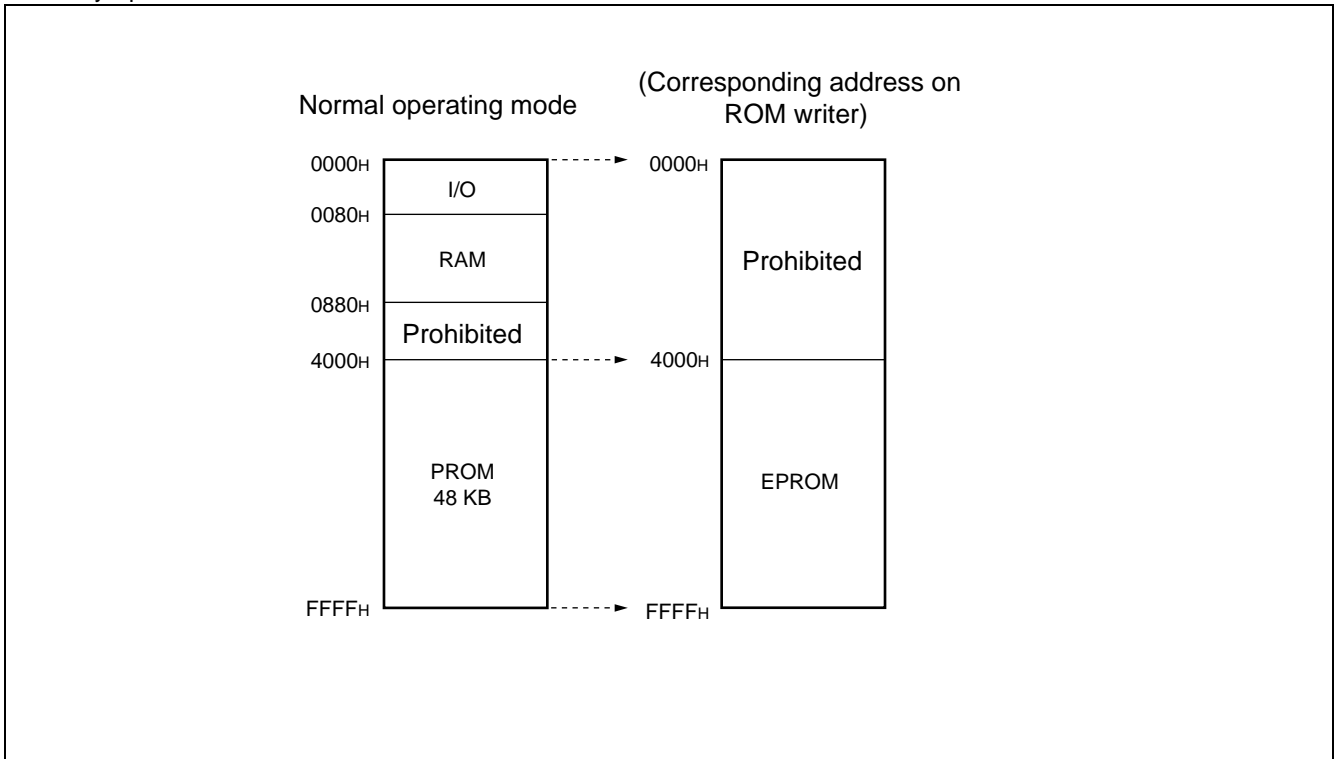 Normal operating mode
(Corresponding address on
ROM writer)
0000H
I/O
0080H
RAM
0880H
Prohibited
4000H
PROM
48 KB
FFFFH
0000H
Prohibited
4000H
EPROM
FFFFH